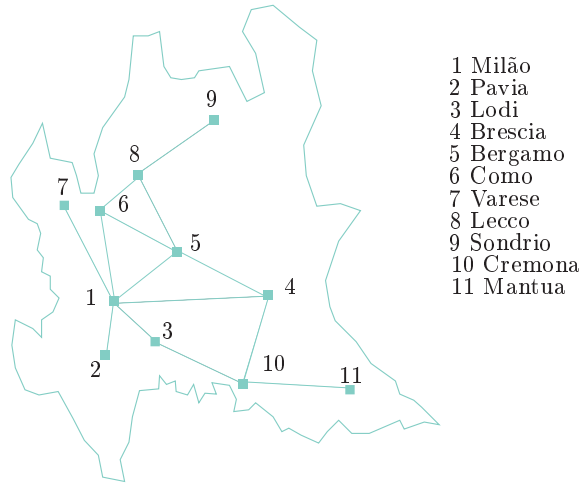 9
8
7
6
5
4
1
3
2
10
11
1 Milão
2 Pavia
3 Lodi
4 Brescia
5 Bergamo
6 Como
7 Varese
8 Lecco
9 Sondrio
10 Cremona
11 Mantua